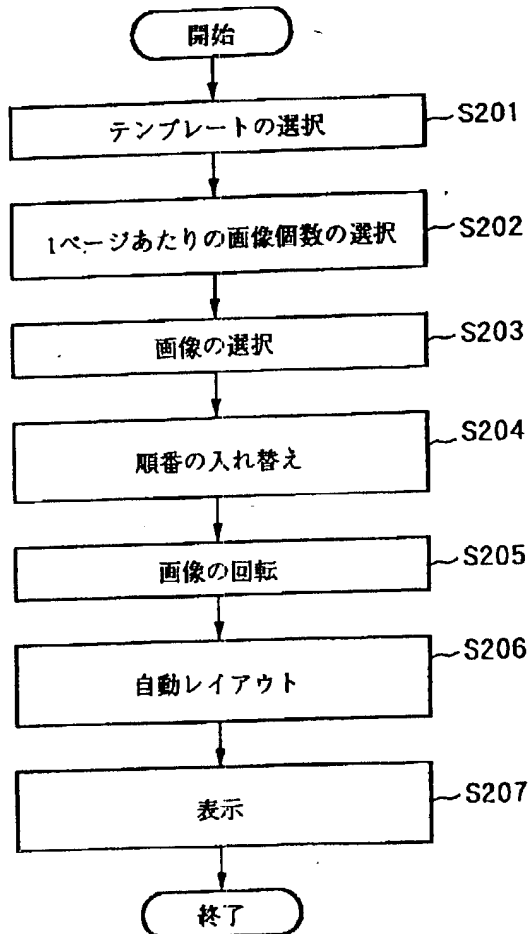 開始
テンプレートの選択
S201
1ページあたりの画像個数の選択
S202
画像の選択
S203
順番の入れ替え
S204
画像の回転
S205
自動レイアウト
S206
表示
S207
終了